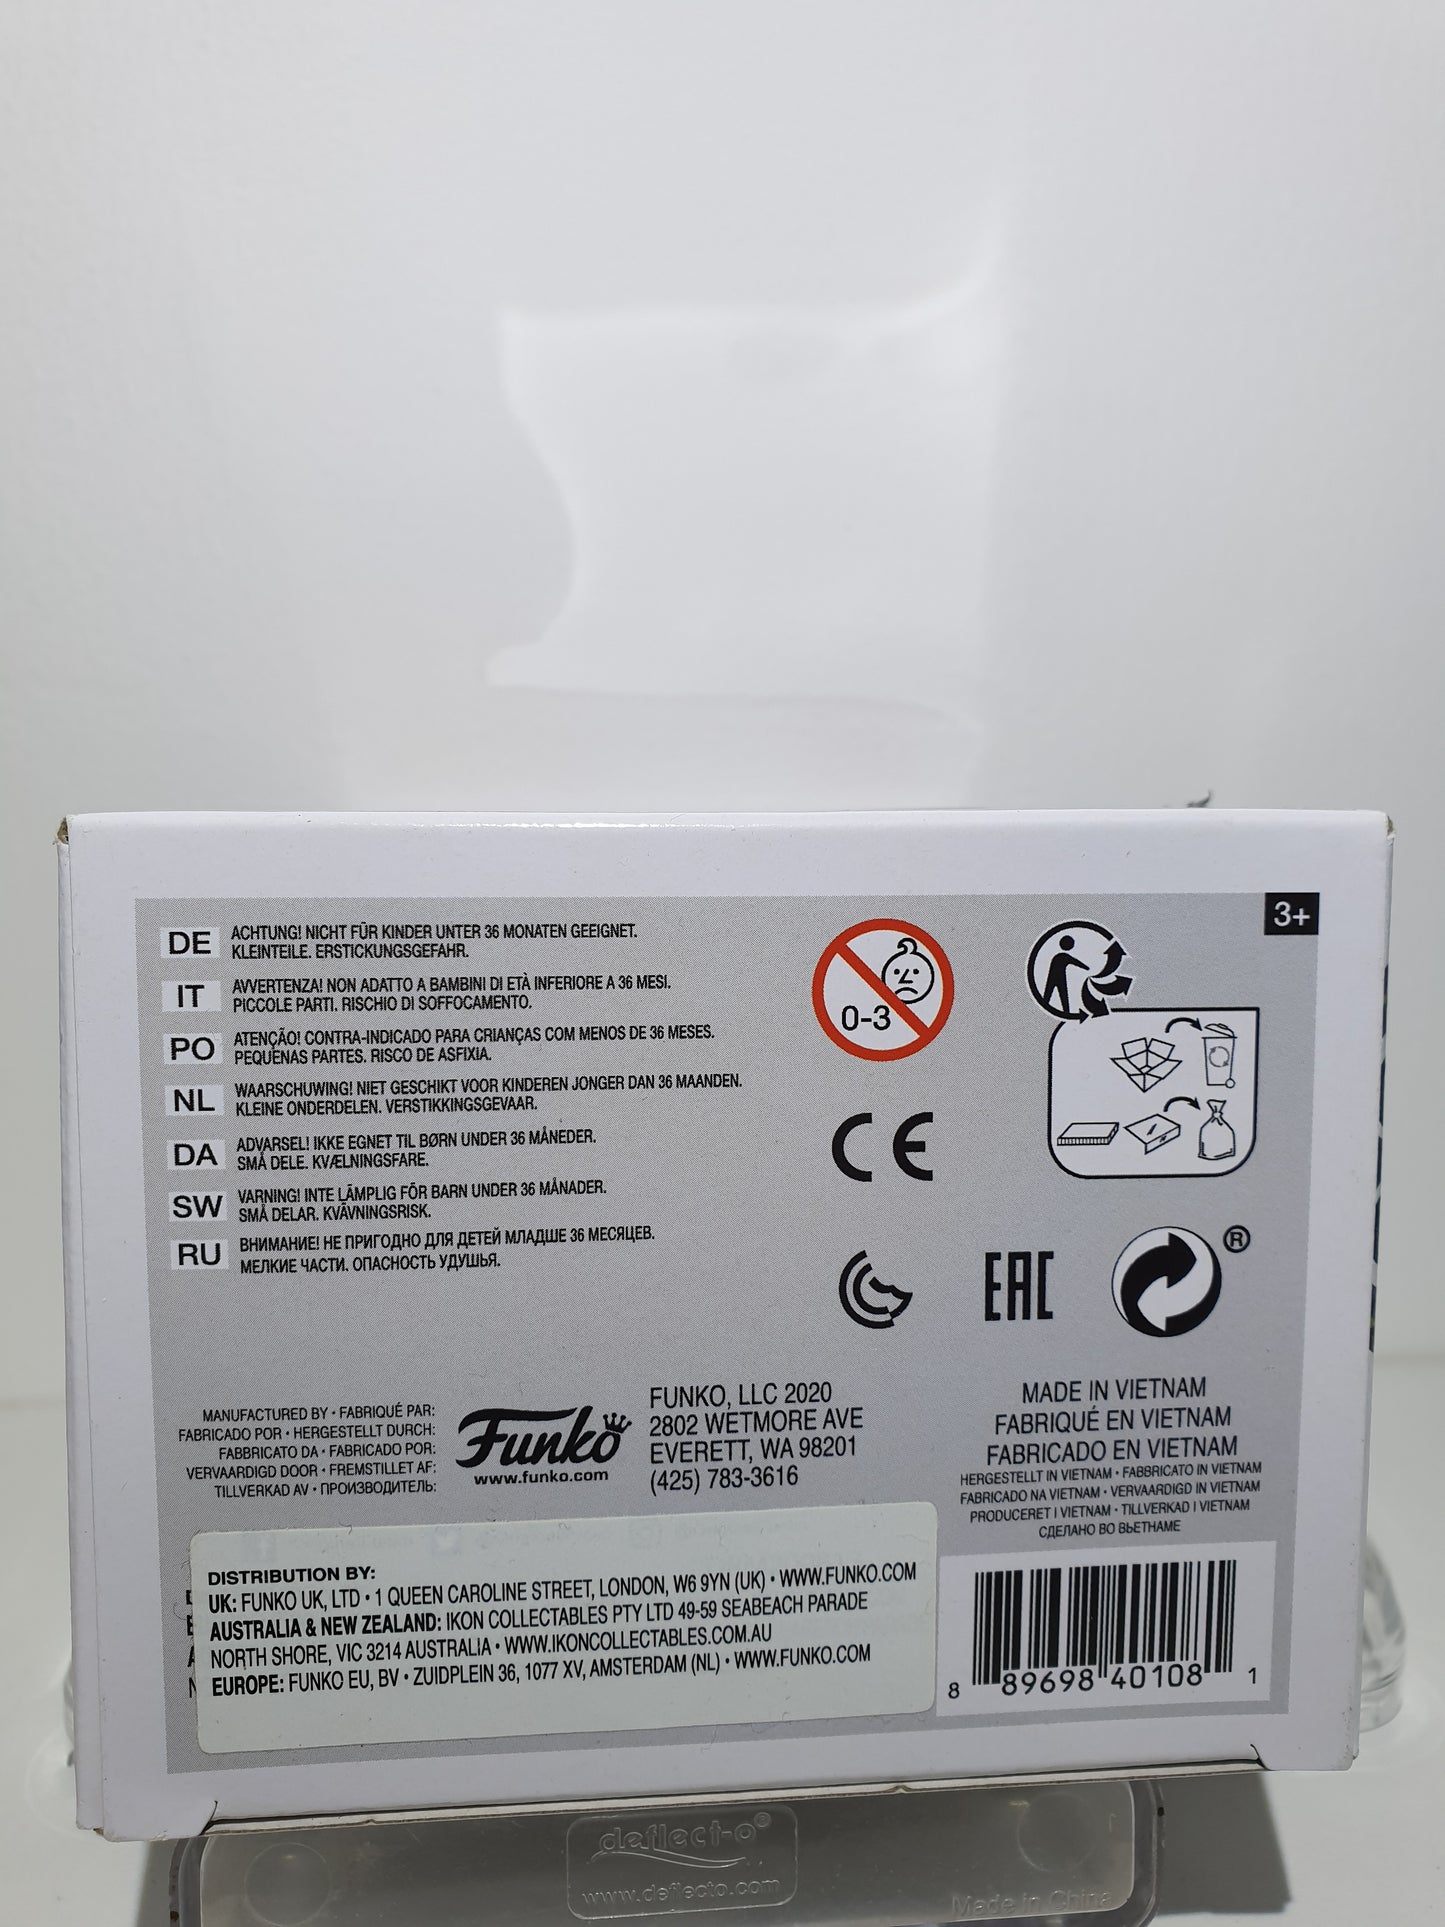 3+
DE
ACHTUNG! NICHT FÜR KINDER UNTER 36 MONATEN GEEIGNET.
KLEINTEILE. ERSTICKUNGSGEFAHR.
IT
AVVERTENZA! NON ADATTO A BAMBINI DI ETÀ INFERIORE A 36 MESI.
PICCOLE PARTI. RISCHIO DI SOFFOCAMENTO.
PO
ATENÇÃO! CONTRA-INDICADO PARA CRIANÇAS COM MENOS DE 36 MESES.
PEQUENAS PARTES. RISCO DE ASFIXIA.
NL
WAARSCHUWING! NIET GESCHIKT VOOR KINDEREN JONGER DAN 36 MAANDEN.
KLEINE ONDERDELEN. VERSTIKKINGSGEVAAR.
DA
ADVARSEL! IKKE EGNET TIL BØRN UNDER 36 MÅNEDER.
SMÅ DELE. KVÆLNINGSFARE.
SW
VARNING! INTE LÄMPLIG FÖR BARN UNDER 36 MÅNADER.
SMÅ DELAR. KVÄVNINGSRISK.
RU
ВНИМАНИЕ! НЕ ПРИГОДНО ДЛЯ ДЕТЕЙ МЛАДШЕ 36 МЕСЯЦЕВ.
МЕЛКИЕ ЧАСТИ. ОПАСНОСТЬ УДУШЬЯ.
0-3
CE
EAC
®
MANUFACTURED BY • FABRIQUÉ PAR:
FABRICADO POR • HERGESTELLT DURCH:
FABBRICATO DA • FABRICADO POR:
VERVAARDIGD DOOR • FREMSTILLET AF:
TILLVERKAD AV • ПРОИЗВОДИТЕЛЬ:
Funko
www.funko.com
FUNKO, LLC 2020
2802 WETMORE AVE
EVERETT, WA 98201
(425) 783-3616
MADE IN VIETNAM
FABRIQUÉ EN VIETNAM
FABRICADO EN VIETNAM
HERGESTELLT IN VIETNAM • FABBRICATO IN VIETNAM
FABRICADO NA VIETNAM • VERVAARDIGD IN VIETNAM
PRODUCERET I VIETNAM • TILLVERKAD I VIETNAM
СДЕЛАНО ВО ВЬЕТНАМЕ
DISTRIBUTION BY:
UK: FUNKO UK, LTD • 1 QUEEN CAROLINE STREET, LONDON, W6 9YN (UK) • WWW.FUNKO.COM
AUSTRALIA & NEW ZEALAND: IKON COLLECTABLES PTY LTD 49-59 SEABEACH PARADE
NORTH SHORE, VIC 3214 AUSTRALIA • WWW.IKONCOLLECTABLES.COM.AU
EUROPE: FUNKO EU, BV • ZUIDPLEIN 36, 1077 XV, AMSTERDAM (NL) • WWW.FUNKO.COM
8 89698 40108 1
deflect-o®
www.deflecto.com
Made in China